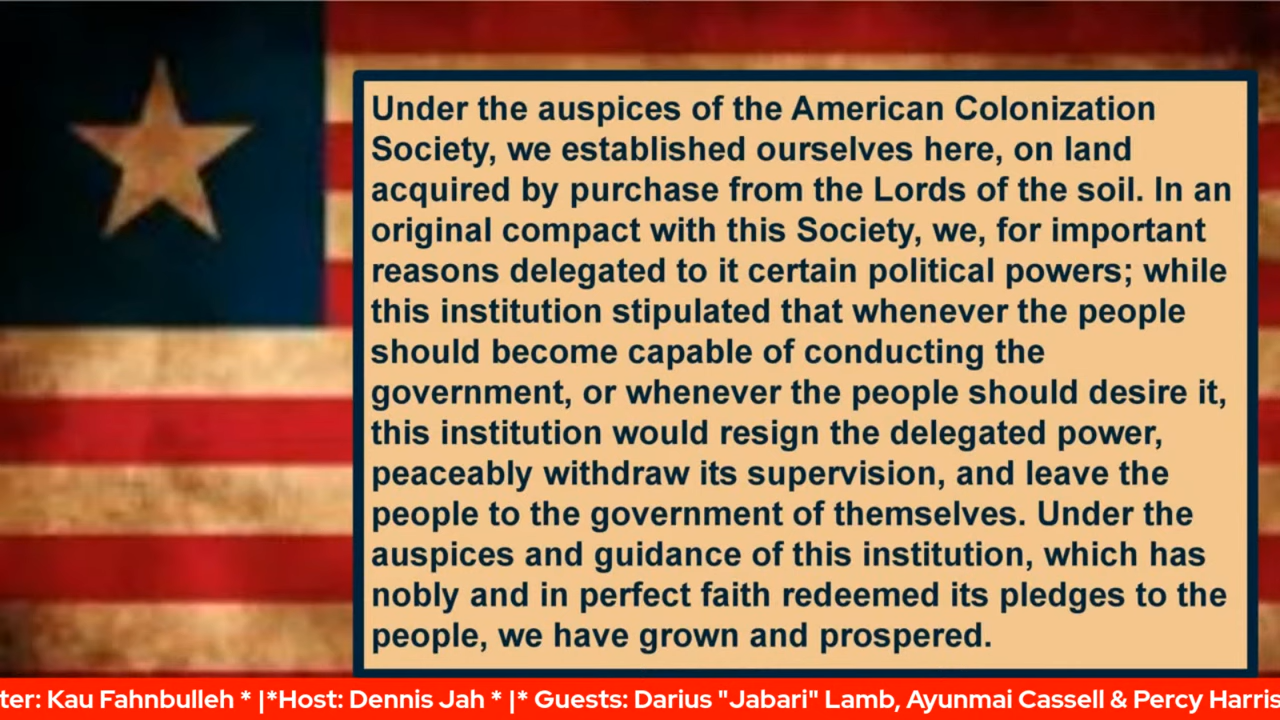 Under the auspices of the American Colonization
Society, we established ourselves here, on land
acquired by purchase from the Lords of the soil. In an
original compact with this Society, we, for important
reasons delegated to it certain political powers; while
this institution stipulated that whenever the people
should become capable of conducting the
government, or whenever the people should desire it,
this institution would resign the delegated power,
peaceably withdraw its supervision, and leave the
people to the government of themselves. Under the
auspices and guidance of this institution, which has
nobly and in perfect faith redeemed its pledges to the
people, we have grown and prospered.
ter: Kau Fahnbulleh * |*Host: Dennis Jah * |* Guests: Darius "Jabari" Lamb, Ayunmai Cassell & Percy Harris